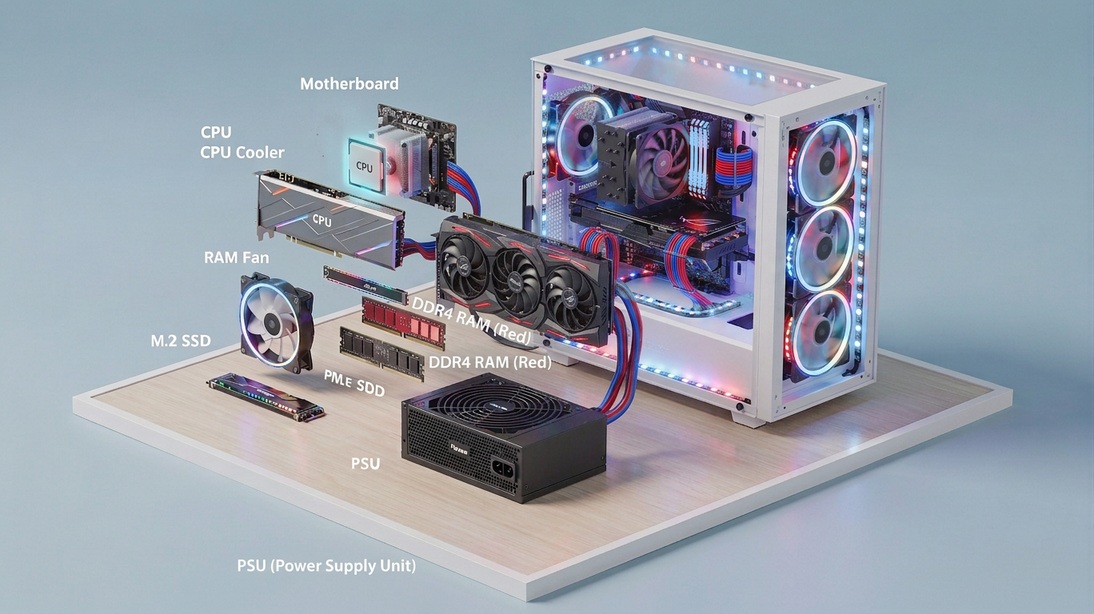 Motherboard
CPU
CPU Cooler
CPU
CPU
RAM Fan
DDR4 RAM (Red)
M.2 SSD
DDR4 RAM (Red)
PM.E SDD
PSU
PSU (Power Supply Unit)